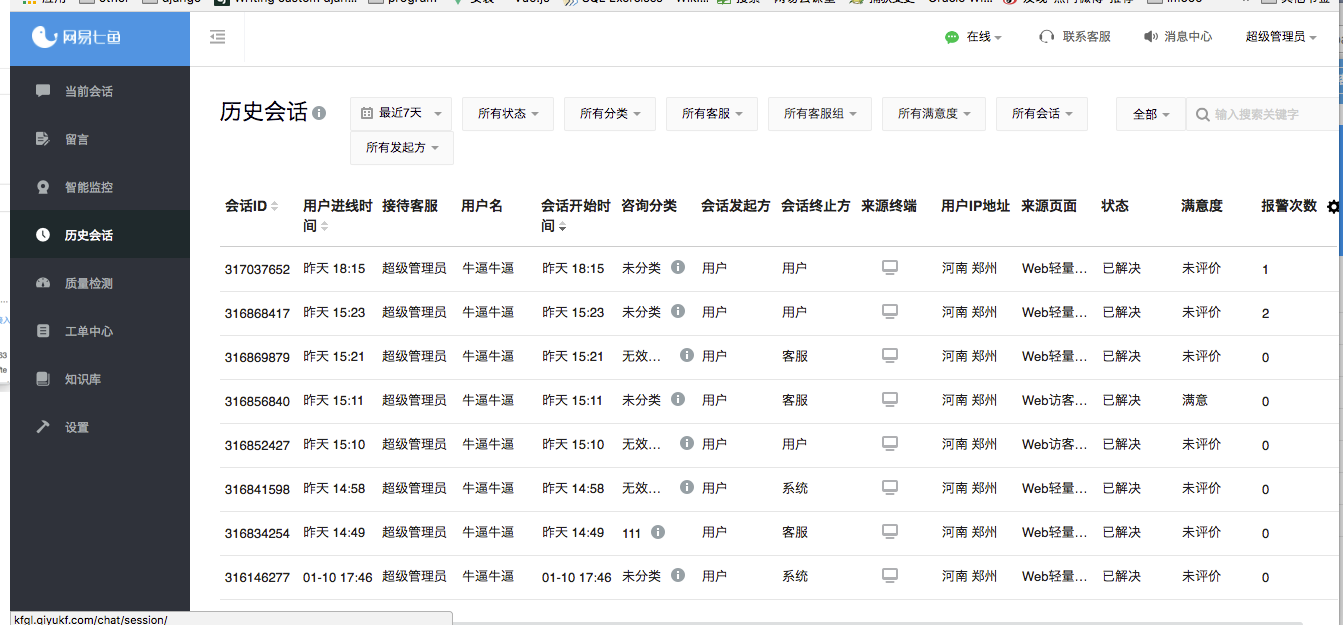 网易七鱼
在线
联系客服
消息中心
超级管理员
当前会话
留言
智能监控
历史会话
质量检测
工单中心
知识库
设置
历史会话
最近7天
所有状态
所有分类
所有客服
所有客服组
所有满意度
所有会话
全部
输入搜索关键字
所有发起方
会话ID 用户进线时间 接待客服 用户名 会话开始时间 咨询分类 会话发起方 会话终止方 来源终端 用户IP地址 来源页面 状态 满意度 报警次数
317037652 昨天 18:15 超级管理员 牛逼牛逼 昨天 18:15 未分类 用户 用户 河南 郑州 Web轻量... 已解决 未评价 1
316868417 昨天 15:23 超级管理员 牛逼牛逼 昨天 15:23 未分类 用户 用户 河南 郑州 Web轻量... 已解决 未评价 2
316869879 昨天 15:21 超级管理员 牛逼牛逼 昨天 15:21 无效... 用户 客服 河南 郑州 Web轻量... 已解决 未评价 0
316856840 昨天 15:11 超级管理员 牛逼牛逼 昨天 15:11 未分类 用户 客服 河南 郑州 Web访客... 已解决 满意 0
316852427 昨天 15:10 超级管理员 牛逼牛逼 昨天 15:10 无效... 用户 用户 河南 郑州 Web访客... 已解决 未评价 0
316841598 昨天 14:58 超级管理员 牛逼牛逼 昨天 14:58 无效... 用户 系统 河南 郑州 Web轻量... 已解决 未评价 0
316834254 昨天 14:49 超级管理员 牛逼牛逼 昨天 14:49 111 用户 客服 河南 郑州 Web轻量... 已解决 未评价 0
316146277 01-10 17:46 超级管理员 牛逼牛逼 01-10 17:46 未分类 用户 系统 河南 郑州 Web轻量... 已解决 未评价 0
kfgl.qiyukf.com/chat/session/